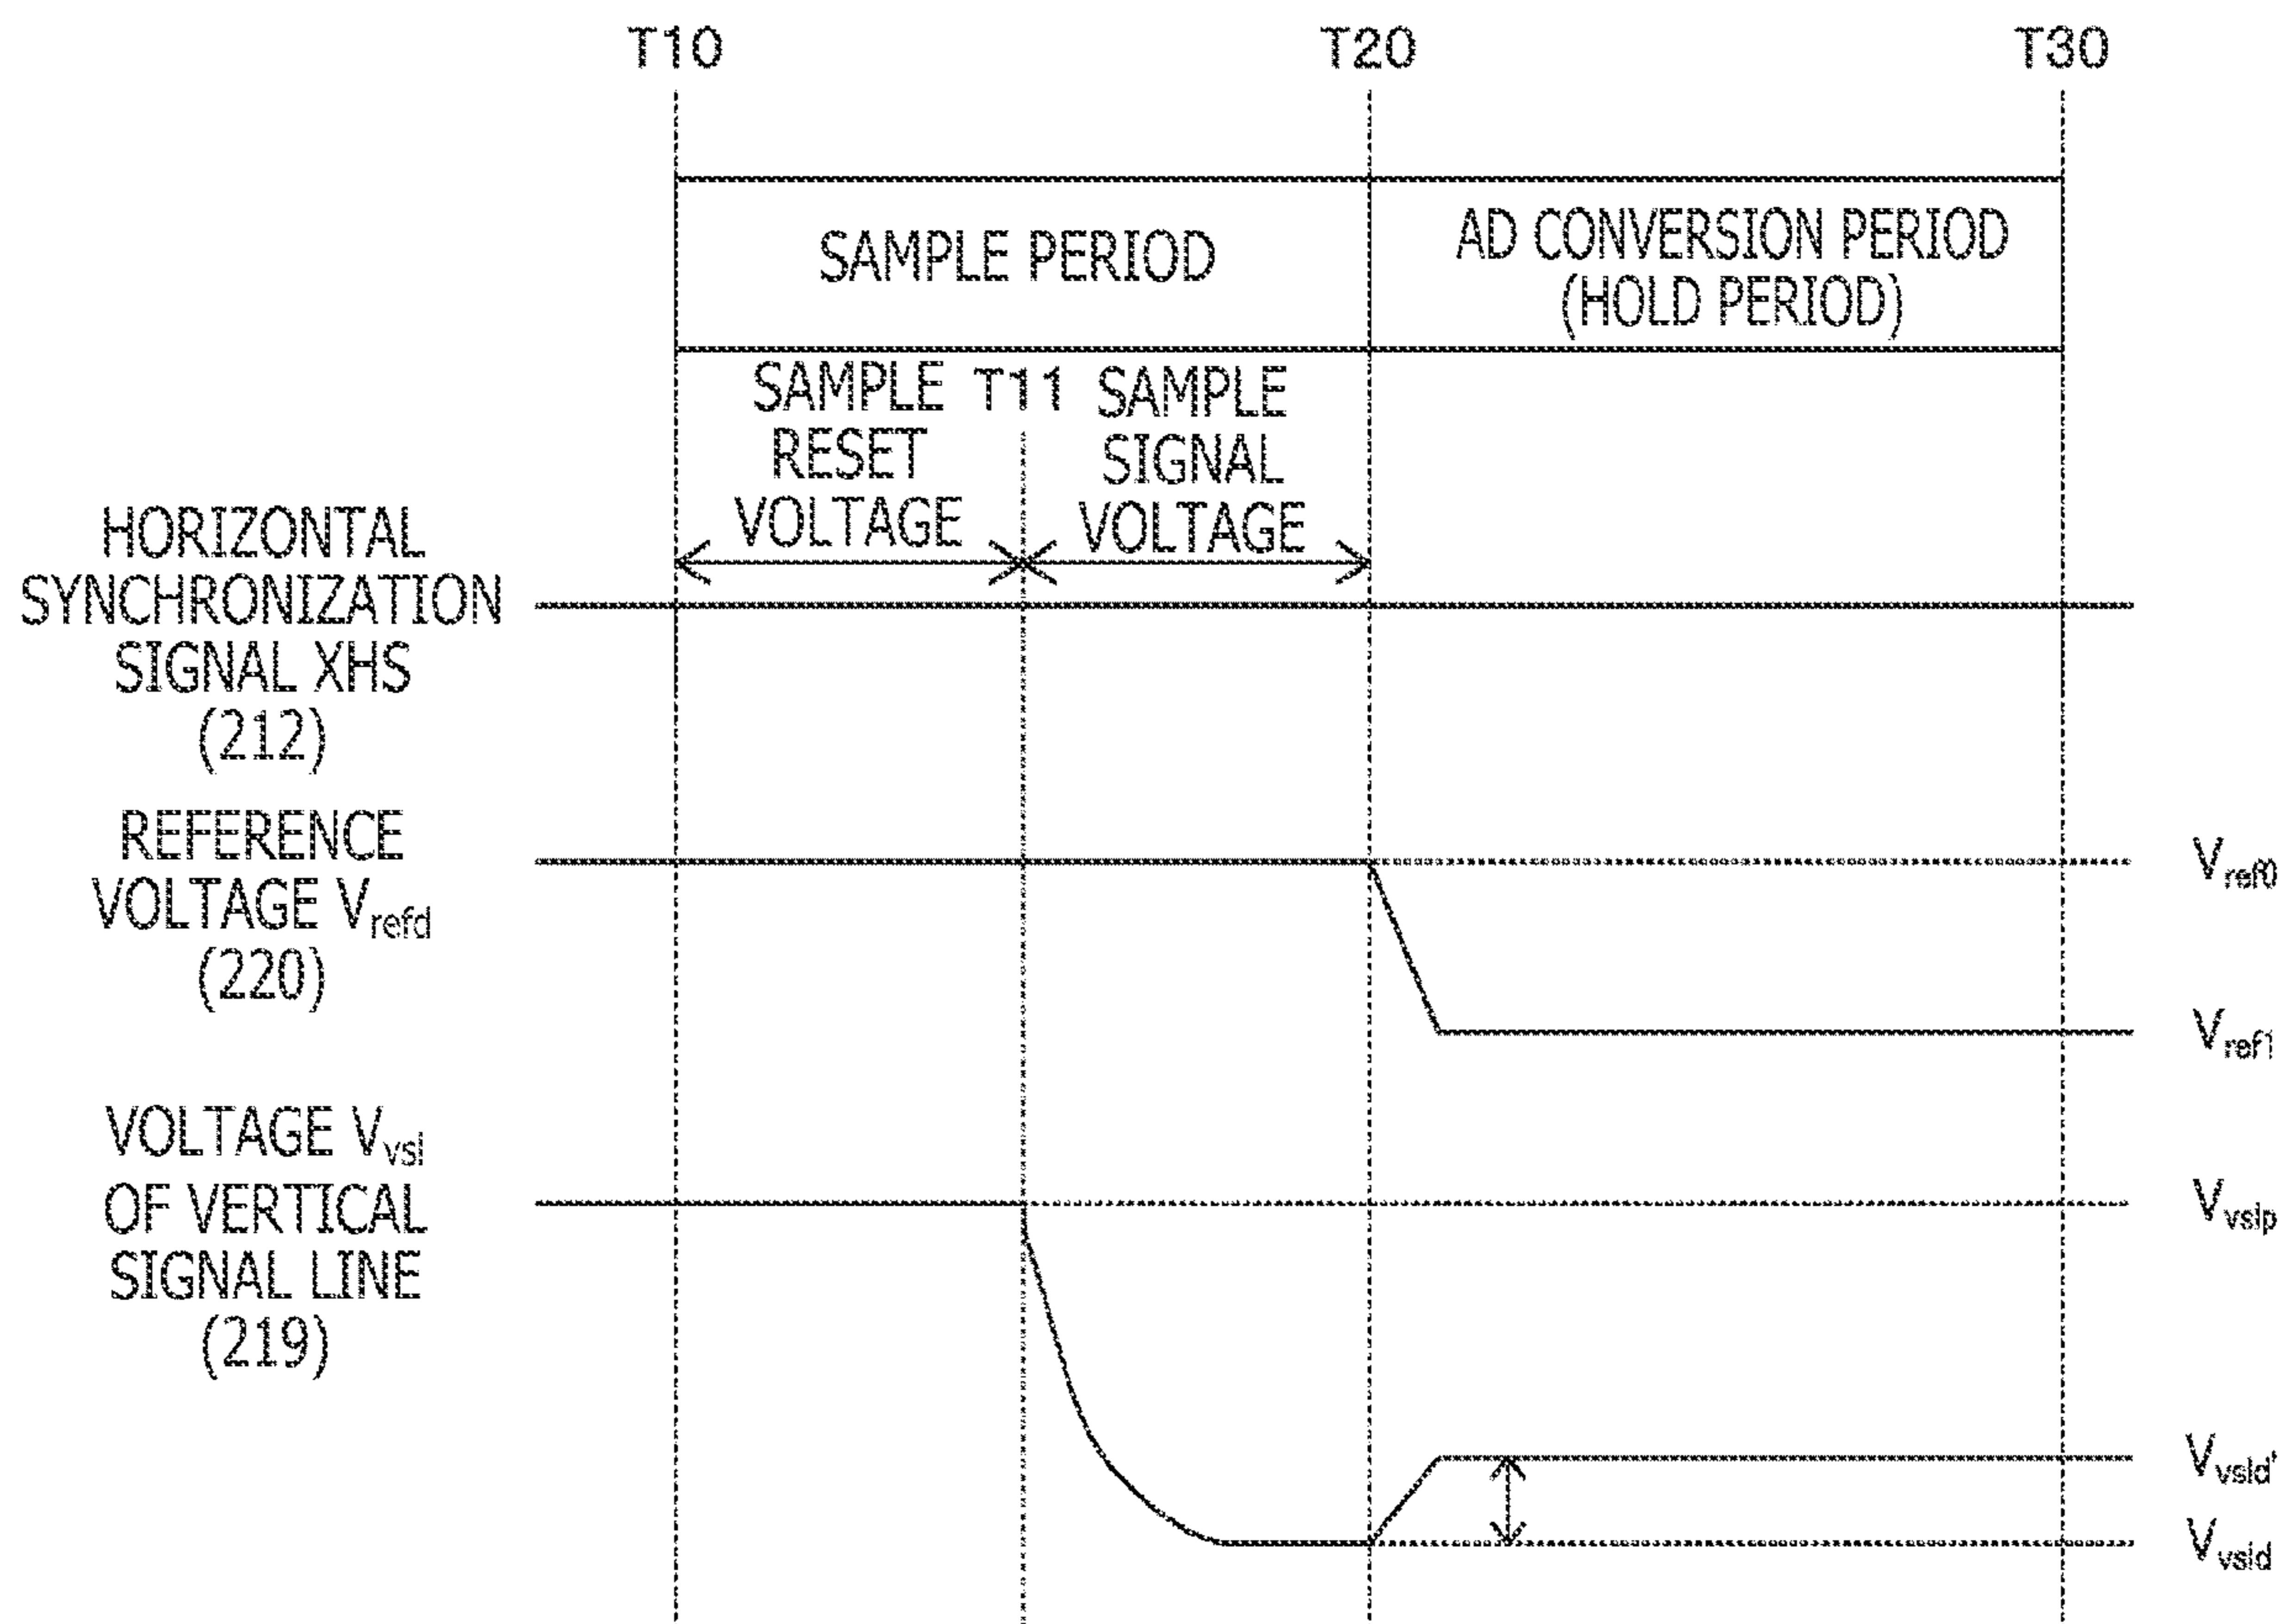 T10
T20
T30
SAMPLE PERIOD
AD CONVERSION PERIOD
(HOLD PERIOD)
SAMPLE
RESET
VOLTAGE
T11
SAMPLE
SIGNAL
VOLTAGE
HORIZONTAL
SYNCHRONIZATION
SIGNAL XHS
(212)
REFERENCE
VOLTAGE Vrefd
(220)
Vref0
Vref1
VOLTAGE Vvsl
OF VERTICAL
SIGNAL LINE
(219)
Vvslp
Vvsld'
Vvsld